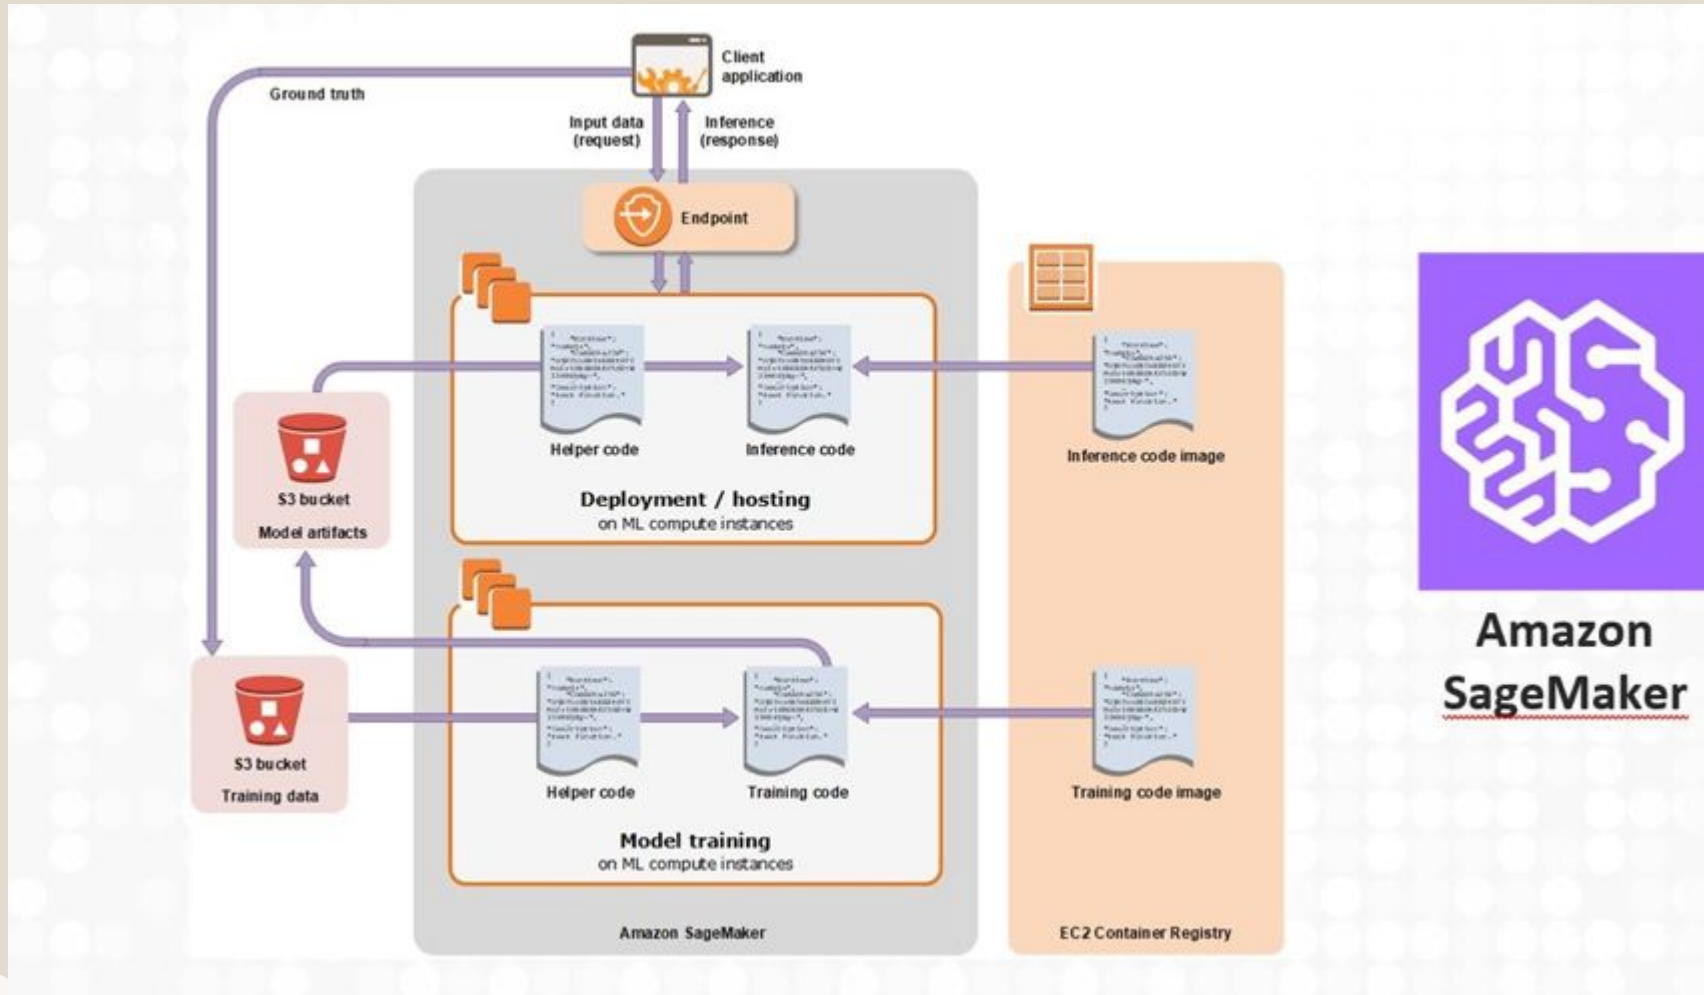 Client
application
Ground truth
Input data
(request)
Inference
(response)
Endpoint
Helper code
Inference code
Inference code image
Deployment / hosting
on ML compute instances
S3 bucket
Model artifacts
Helper code
Training code
Training code image
S3 bucket
Training data
Model training
on ML compute instances
Amazon SageMaker
EC2 Container Registry
Amazon
SageMaker